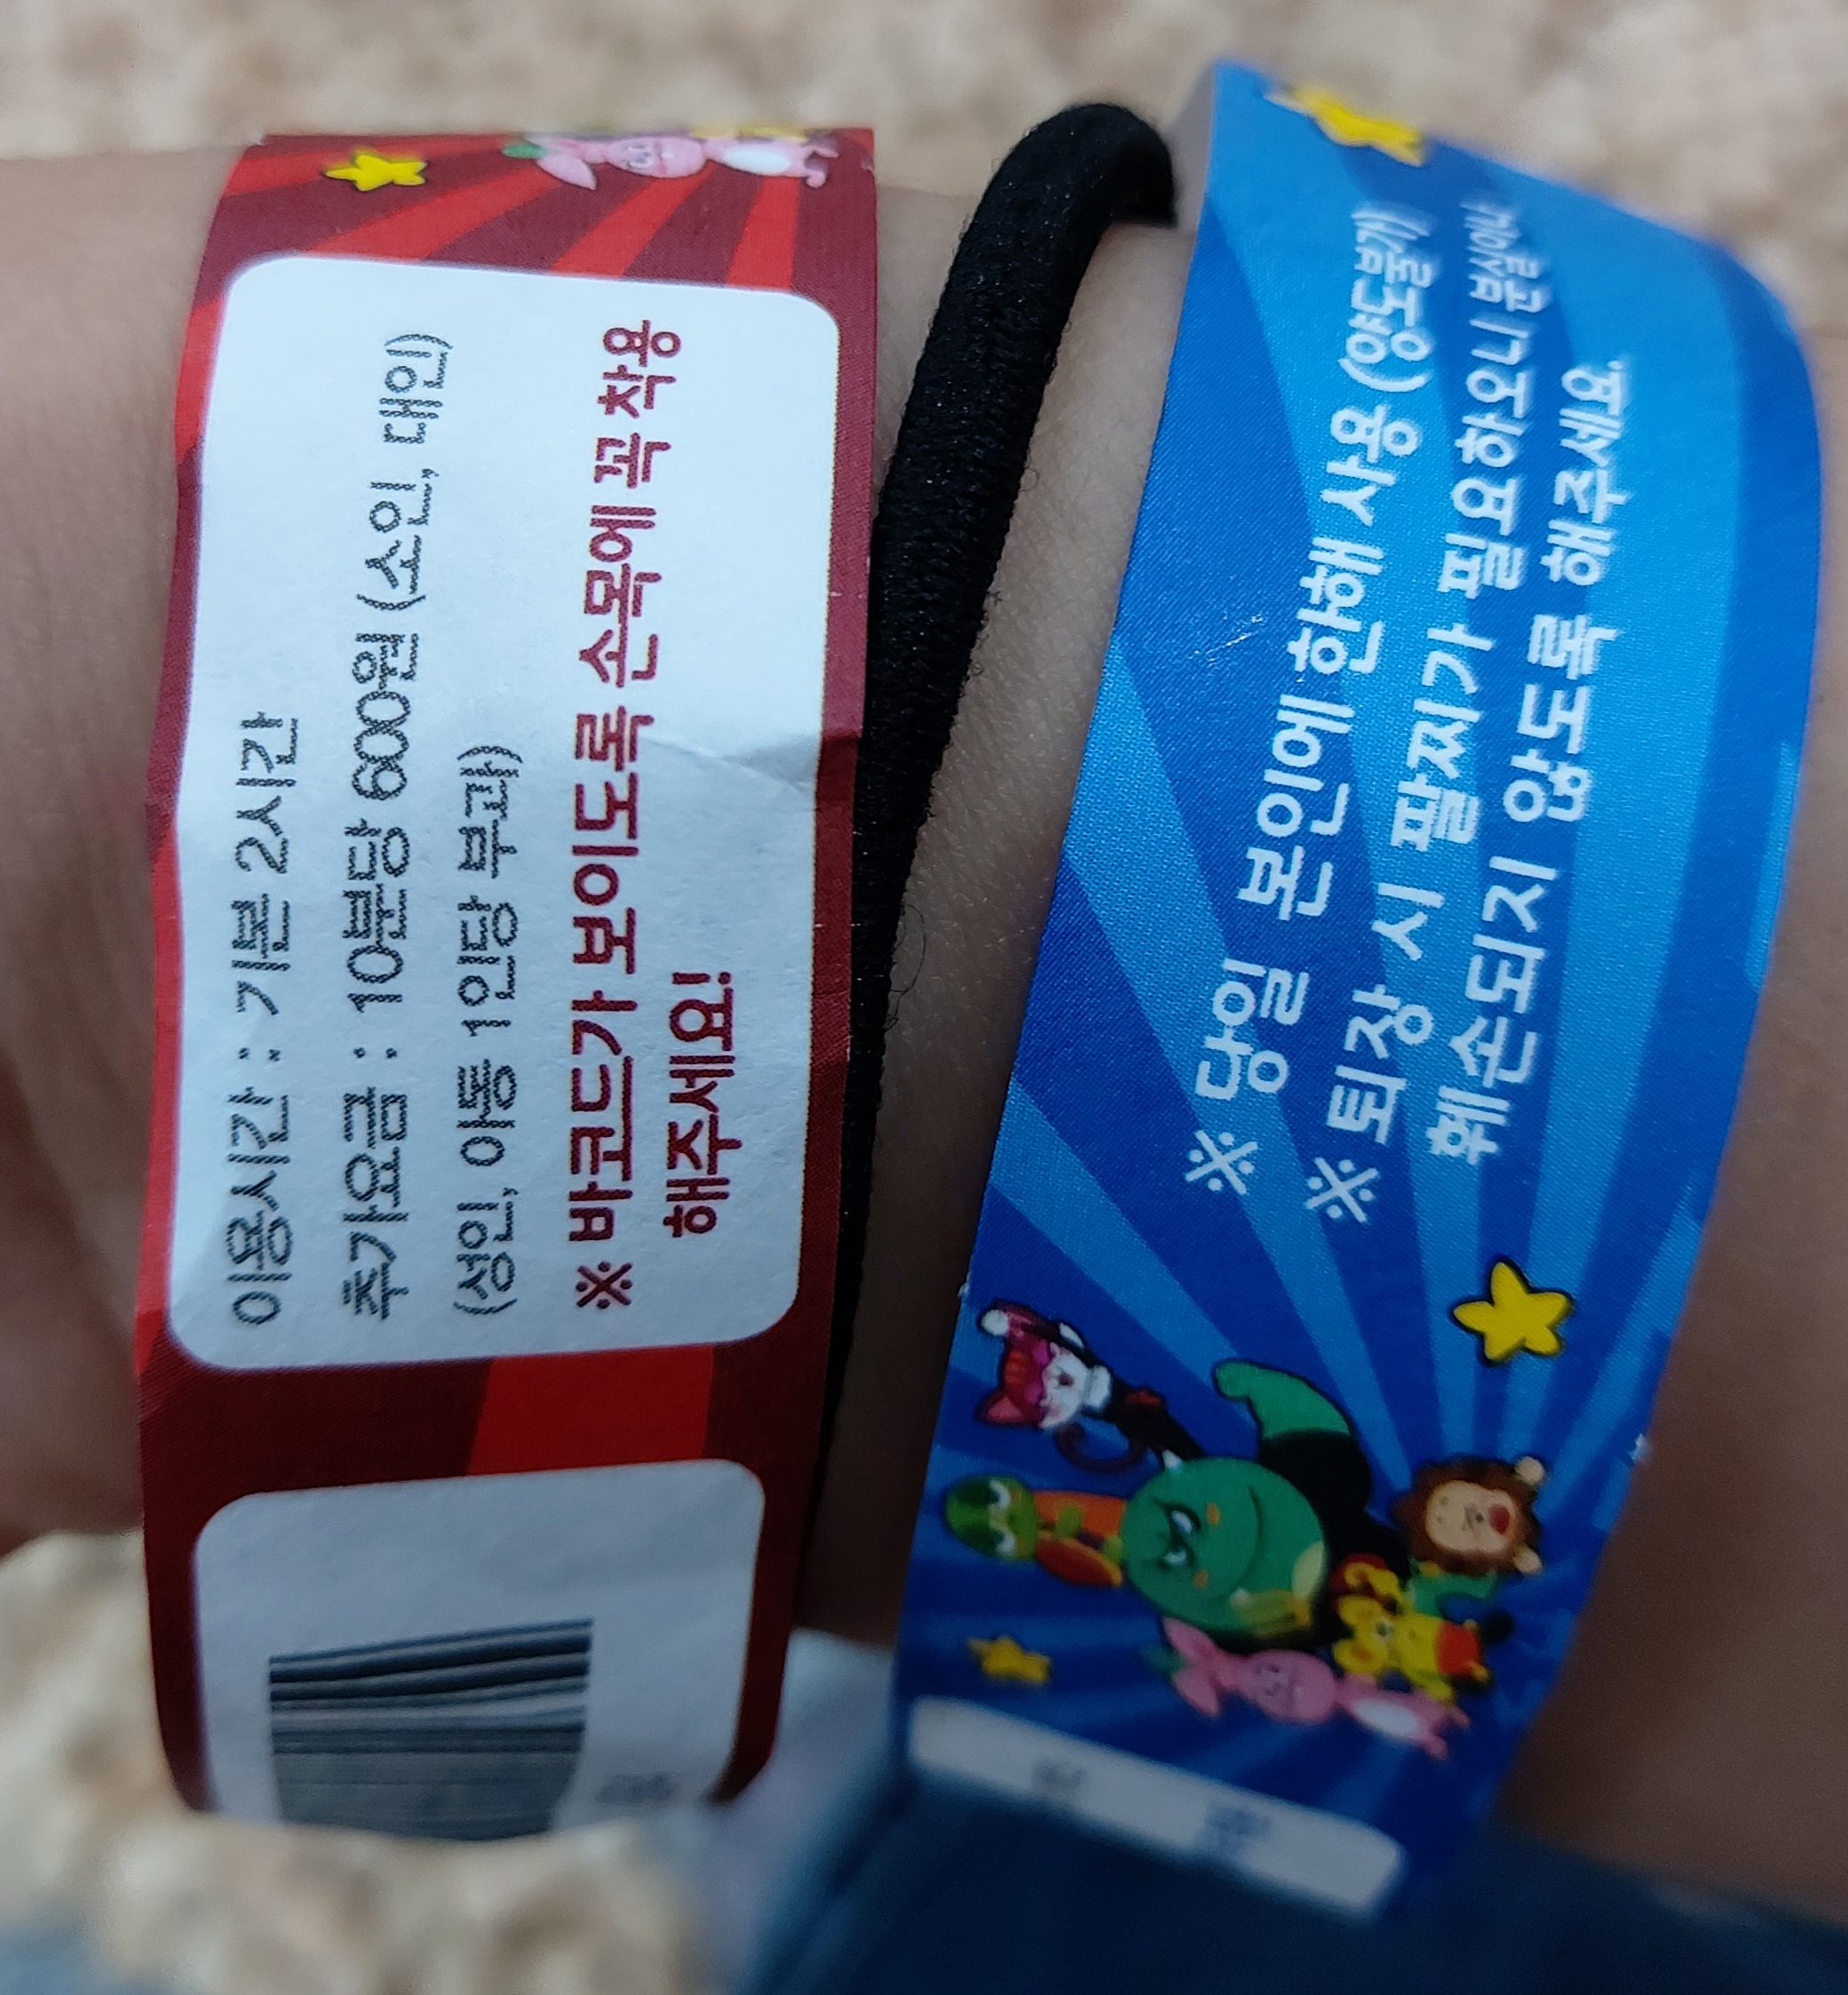 이용시간 : 기본 2시간
추가요금 : 10분당 600원 (소인, 대인)
(성인, 아동 1인당 부과)
※ 바코드가 보이도록 손목에 꼭 착용
해주세요!
※ 당일 본인에 한해 사용 (양도불가)
※ 퇴장 시 팔찌가 필요하오니 분실이나
훼손되지 않도록 해주세요.